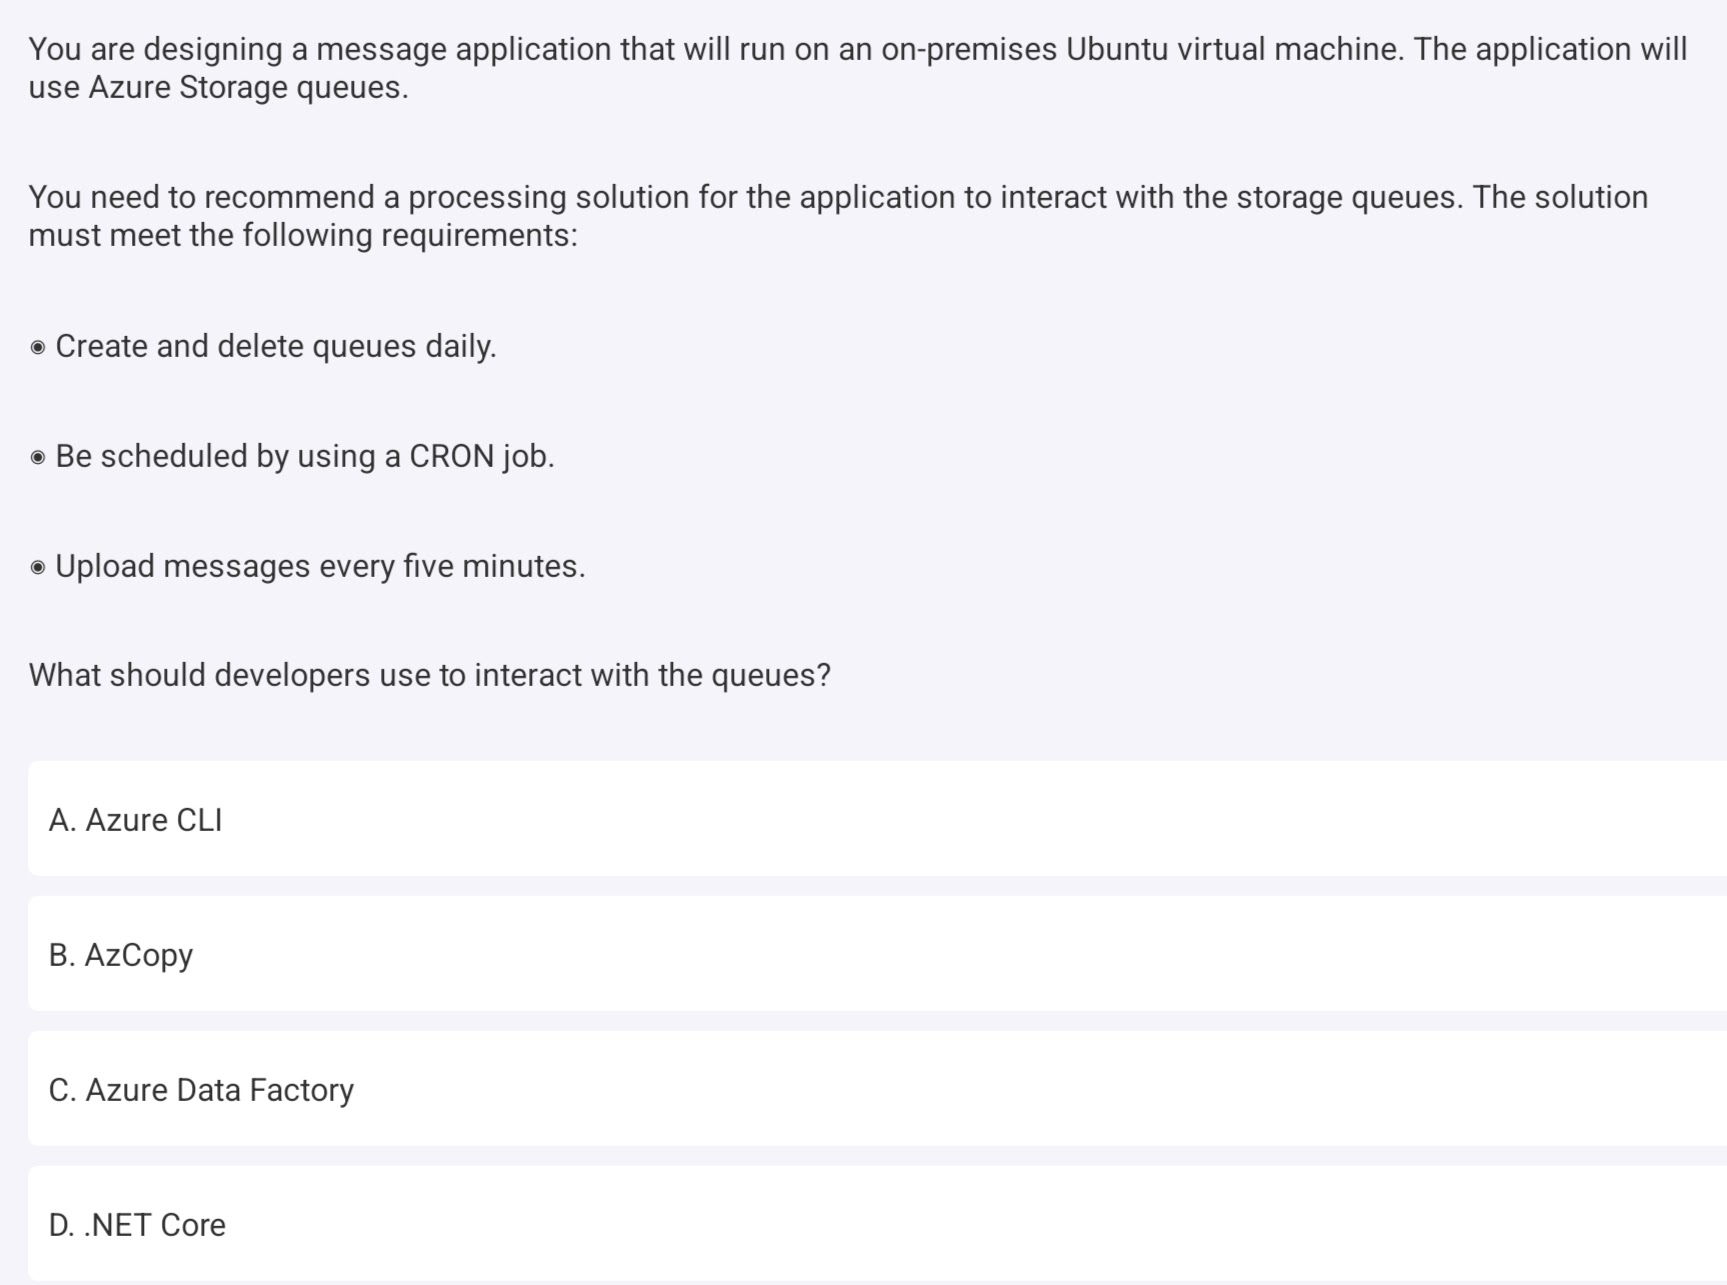 You are designing a message application that will run on an on-premises Ubuntu virtual machine. The application will
use Azure Storage queues.
You need to recommend a processing solution for the application to interact with the storage queues. The solution
must meet the following requirements:
◉ Create and delete queues daily.
◉ Be scheduled by using a CRON job.
◉ Upload messages every five minutes.
What should developers use to interact with the queues?
A. Azure CLI
B. AzCopy
C. Azure Data Factory
D. .NET Core